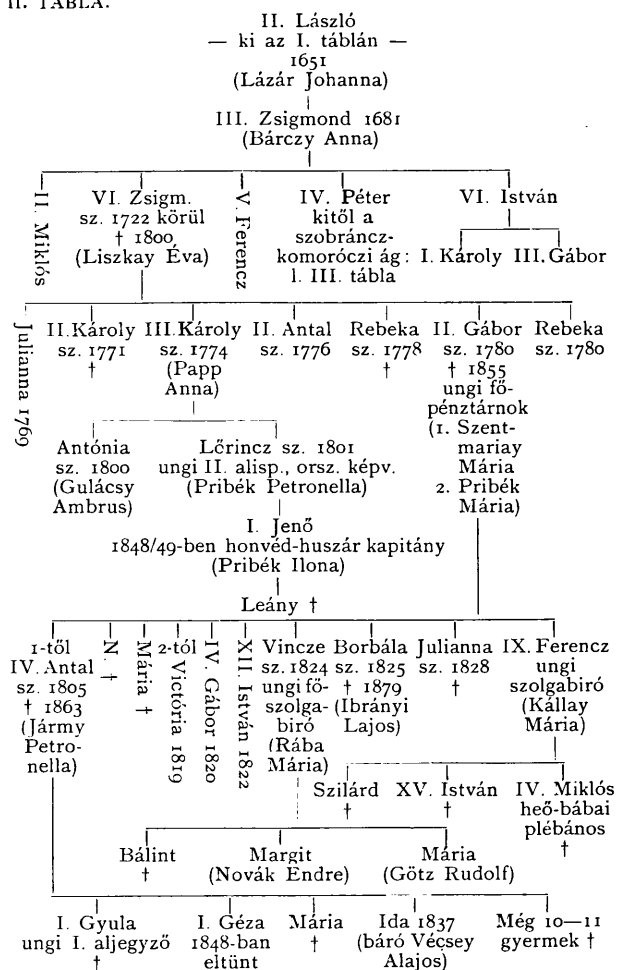 II. TÁBLA.
II. László
— ki az I. táblán —
1651
(Lázár Johanna)
III. Zsigmond 1681
(Bárczy Anna)
II. Miklós
VI. Zsigm.
sz. 1722 körül
† 1800,
(Liszkay Éva)
V. Ferencz
IV. Péter
kitől a
szobráncz-
komoróczi ág:
l. III. tábla
VI. István
I. Károly III. Gábor
Julianna 1769
II. Károly
sz. 1771
†
III. Károly
sz. 1774
(Papp
Anna)
II. Antal
sz. 1776
Rebeka
sz. 1778
†
II. Gábor
sz. 1780
† 1855
ungi fő-
pénztárnok
(1. Szent-
mariay
Mária
2. Pribék
Mária)
Rebeka
sz. 1780
Antónia
sz. 1800
(Gulácsy
Ambrus)
Lőrincz sz. 1801
ungi II. alisp., orsz. képv.
(Pribék Petronella)
I. Jenő
1848/49-ben honvéd-huszár kapitány
(Pribék Ilona)
Leány †
1-től
IV. Antal
sz. 1805
† 1863
(Jármy
Petro-
nella)
N. †
Mária †
2-tól
Victória 1819
IV. Gábor 1820
XII. István 1822
Vincze
sz. 1824
ungi fő-
szolga-
biró
(Rába
Mária)
Borbála
sz. 1825
† 1879
(Ibrányi
Lajos)
Julianna
sz. 1828
†
IX. Ferencz
ungi
szolgabiró
(Kállay
Mária)
Szilárd
†
XV. István
†
IV. Miklós
heő-bábai
plébános
†
Bálint
†
Margit
(Novák Endre)
Mária
(Götz Rudolf)
I. Gyula
ungi I. aljegyző
†
I. Géza
1848-ban
eltünt
Mária
†
Ida 1837
(báró Vécsey
Alajos)
Még 10—11
gyermek †